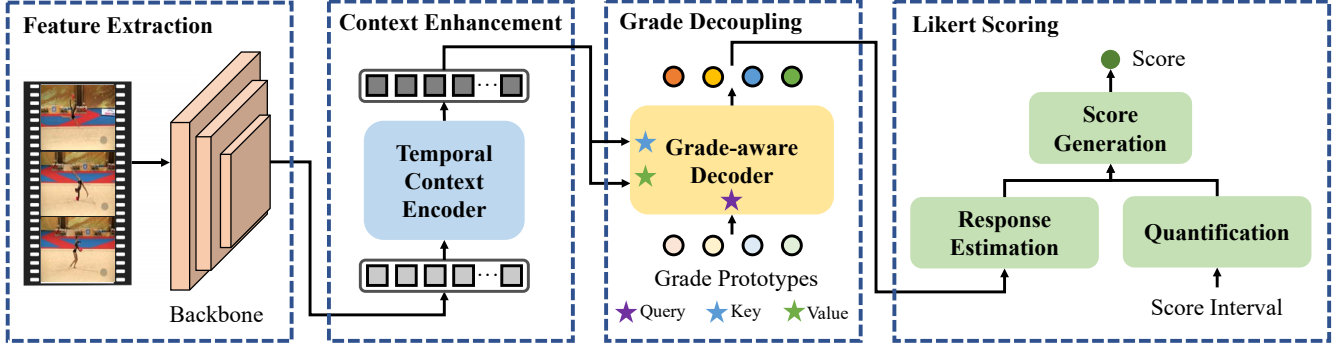 Feature Extraction
Backbone
Context Enhancement
Temporal
Context
Encoder
Grade Decoupling
Grade-aware
Decoder
Grade Prototypes
Query
Key
Value
Likert Scoring
Score
Score
Generation
Response
Estimation
Quantification
Score Interval